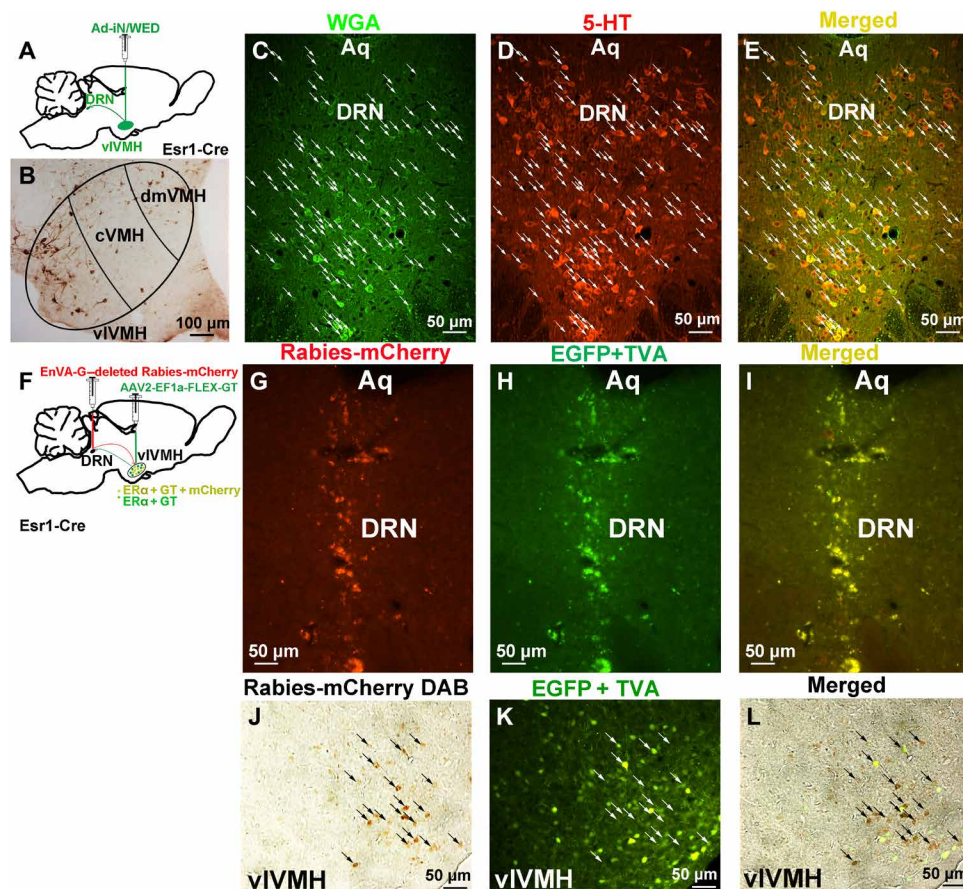 A
Ad-iN/WED
DRN
vlVMH
Esr1-Cre
B
dmVMH
cVMH
vlVMH
100 µm
WGA
C
Aq
DRN
50 µm
5-HT
D
Aq
DRN
50 µm
Merged
E
Aq
DRN
50 µm
F
EnVA-G–deleted Rabies-mCherry
AAV2-EF1a-FLEX-GT
DRN
vlVMH
ERα + GT + mCherry
ERα + GT
Esr1-Cre
Rabies-mCherry
G
Aq
DRN
50 µm
EGFP+TVA
H
Aq
DRN
50 µm
Merged
I
Aq
DRN
50 µm
Rabies-mCherry DAB
J
vlVMH
50 µm
EGFP + TVA
K
vlVMH
50 µm
Merged
L
vlVMH
50 µm